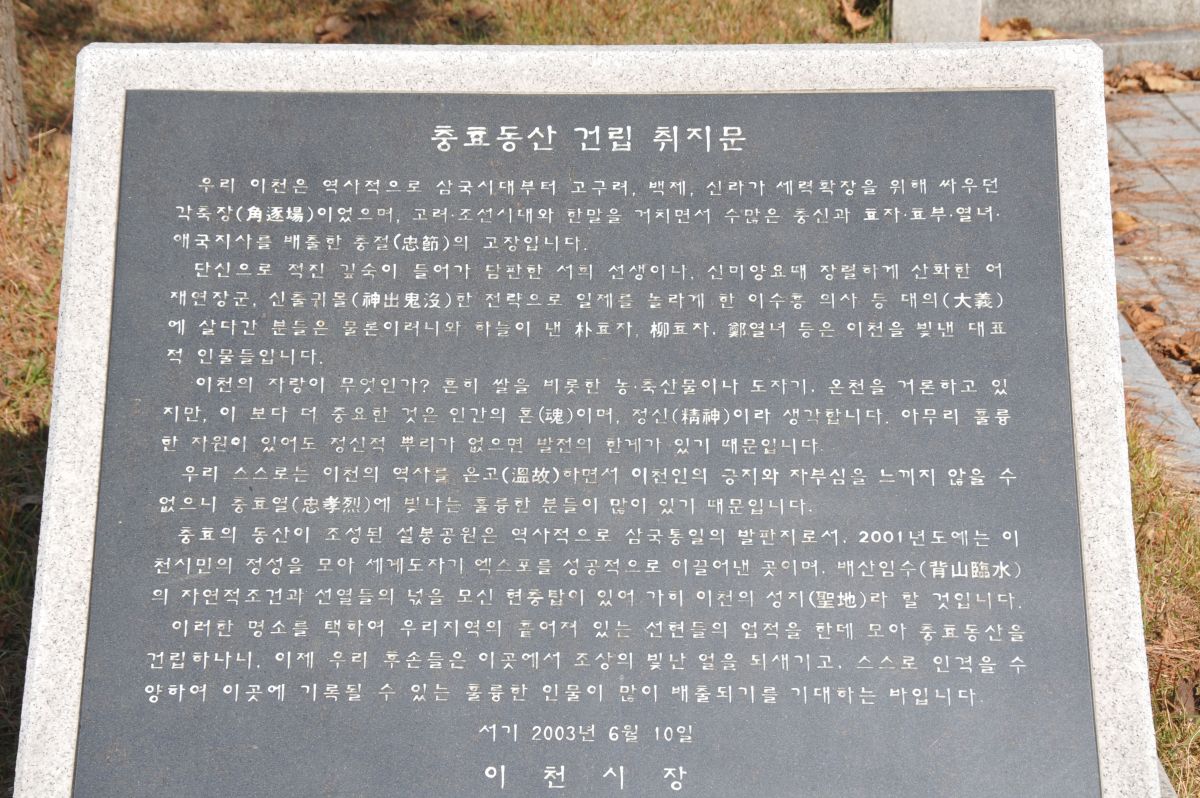 충효동산 건립 취지문
우리 이천은 역사적으로 삼국시대부터 고구려, 백제, 신라가 세력확장을 위해 싸우던
각축장(角逐場)이었으며, 고려·조선시대와 한말을 거치면서 수많은 충신과 효자·효부·열녀·
애국지사를 배출한 충절(忠節)의 고장입니다.
단신으로 적진 깊숙이 들어가 담판한 서희 선생이나, 신미양요때 장렬하게 산화한 어
재연장군, 신출귀몰(神出鬼沒)한 전략으로 일제를 놀라게 한 이수흥 의사 등 대의(大義)
에 살다간 분들은 물론이러니와 하늘이 낸 朴효자, 柳효자, 鄭열녀 등은 이천을 빛낸 대표
적 인물들입니다.
이천의 자랑이 무엇인가? 흔히 쌀을 비롯한 농·축산물이나 도자기, 온천을 거론하고 있
지만, 이 보다 더 중요한 것은 인간의 혼(魂)이며, 정신(精神)이라 생각합니다. 아무리 훌륭
한 자원이 있어도 정신적 뿌리가 없으면 발전의 한계가 있기 때문입니다.
우리 스스로는 이천의 역사를 온고(溫故)하면서 이천인의 긍지와 자부심을 느끼지 않을 수
없으니 충효열(忠孝烈)에 빛나는 훌륭한 분들이 많이 있기 때문입니다.
충효의 동산이 조성된 설봉공원은 역사적으로 삼국통일의 발판지로서, 2001년도에는 이
천시민의 정성을 모아 세계도자기 엑스포를 성공적으로 이끌어낸 곳이며, 배산임수(背山臨水)
의 자연적조건과 선열들의 넋을 모신 현충탑이 있어 가히 이천의 성지(聖地)라 할 것입니다.
이러한 명소를 택하여 우리지역의 흩어져 있는 선현들의 업적을 한데 모아 충효동산을
건립하나니, 이제 우리 후손들은 이곳에서 조상의 빛난 얼을 되새기고, 스스로 인격을 수
양하여 이곳에 기록될 수 있는 훌륭한 인물이 많이 배출되기를 기대하는 바입니다.
서기 2003년 6월 10일
이 천 시 장